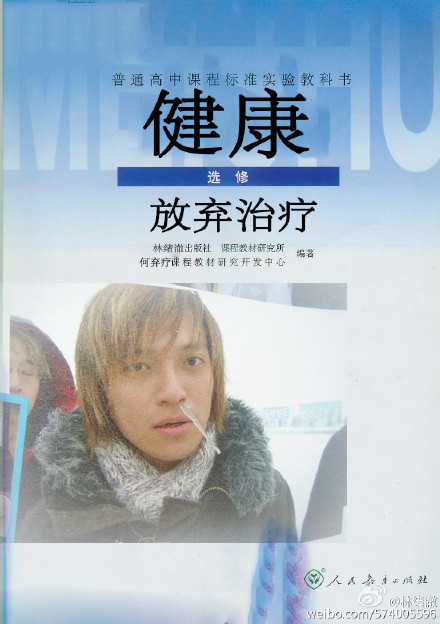 普通高中课程标准实验教科书
健康
选修
放弃治疗
林绪澈出版社 课程教材研究所
何弃疗课程教材研究开发中心 编著
人民教育出版社
@林绪澈
weibo.com/574005596